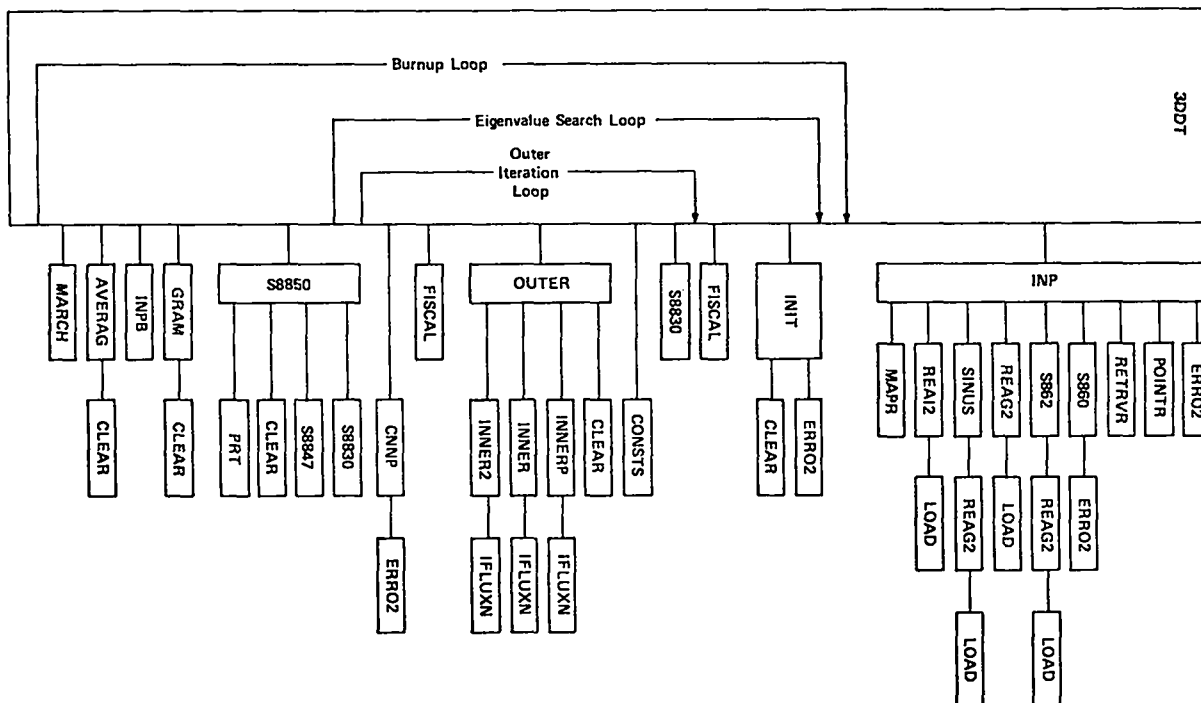 3DDT
Burnup Loop
Eigenvalue Search Loop
Outer
Iteration
Loop
MARCH
AVERAG
INPB
GRAM
S8850
FISCAL
OUTER
S8830
FISCAL
INIT
INP
CLEAR
CLEAR
PRT
CLEAR
S8847
S8830
CNNP
INNER2
INNER
INNERP
CLEAR
CONSTS
CLEAR
ERRO2
MAPR
REAI2
SINUS
REAG2
S862
S860
RETRVR
POINTR
ERRO2
ERRO2
IFLUXN
IFLUXN
IFLUXN
LOAD
REAG2
LOAD
REAG2
ERRO2
LOAD
LOAD